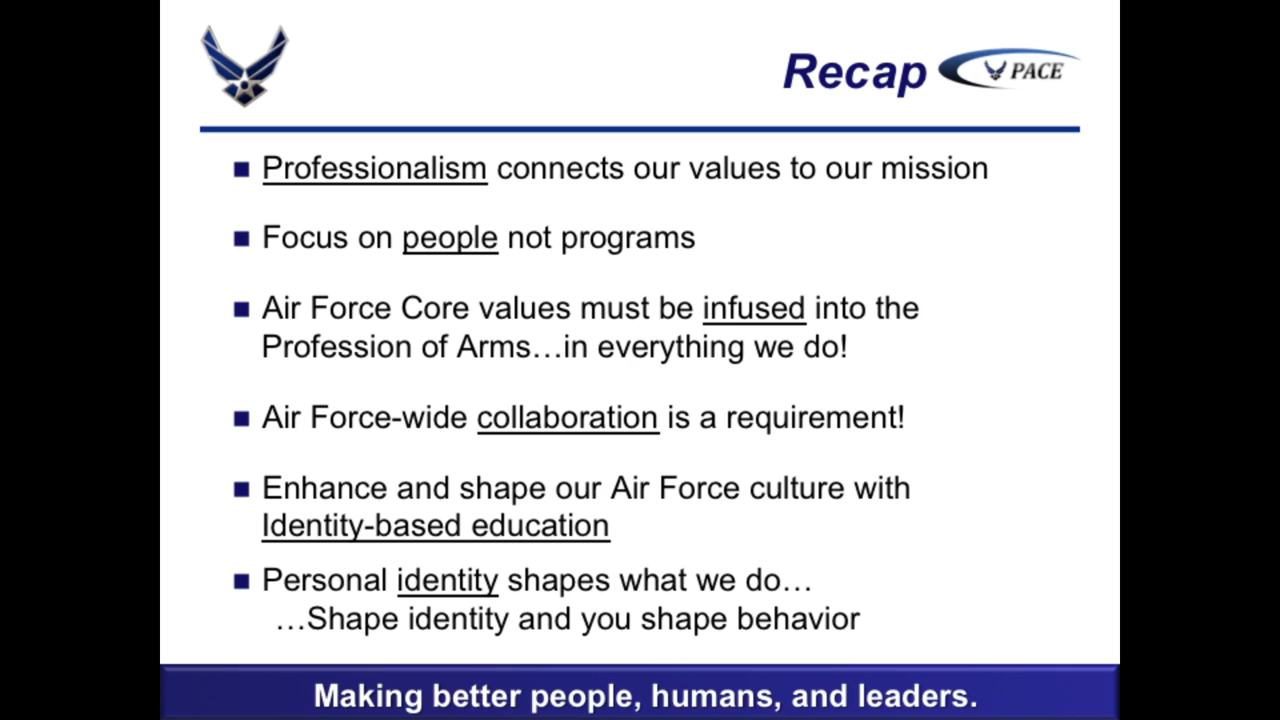 Recap
PACE
Professionalism connects our values to our mission
Focus on people not programs
Air Force Core values must be infused into the
Profession of Arms…in everything we do!
Air Force-wide collaboration is a requirement!
Enhance and shape our Air Force culture with
Identity-based education
Personal identity shapes what we do…
…Shape identity and you shape behavior
Making better people, humans, and leaders.